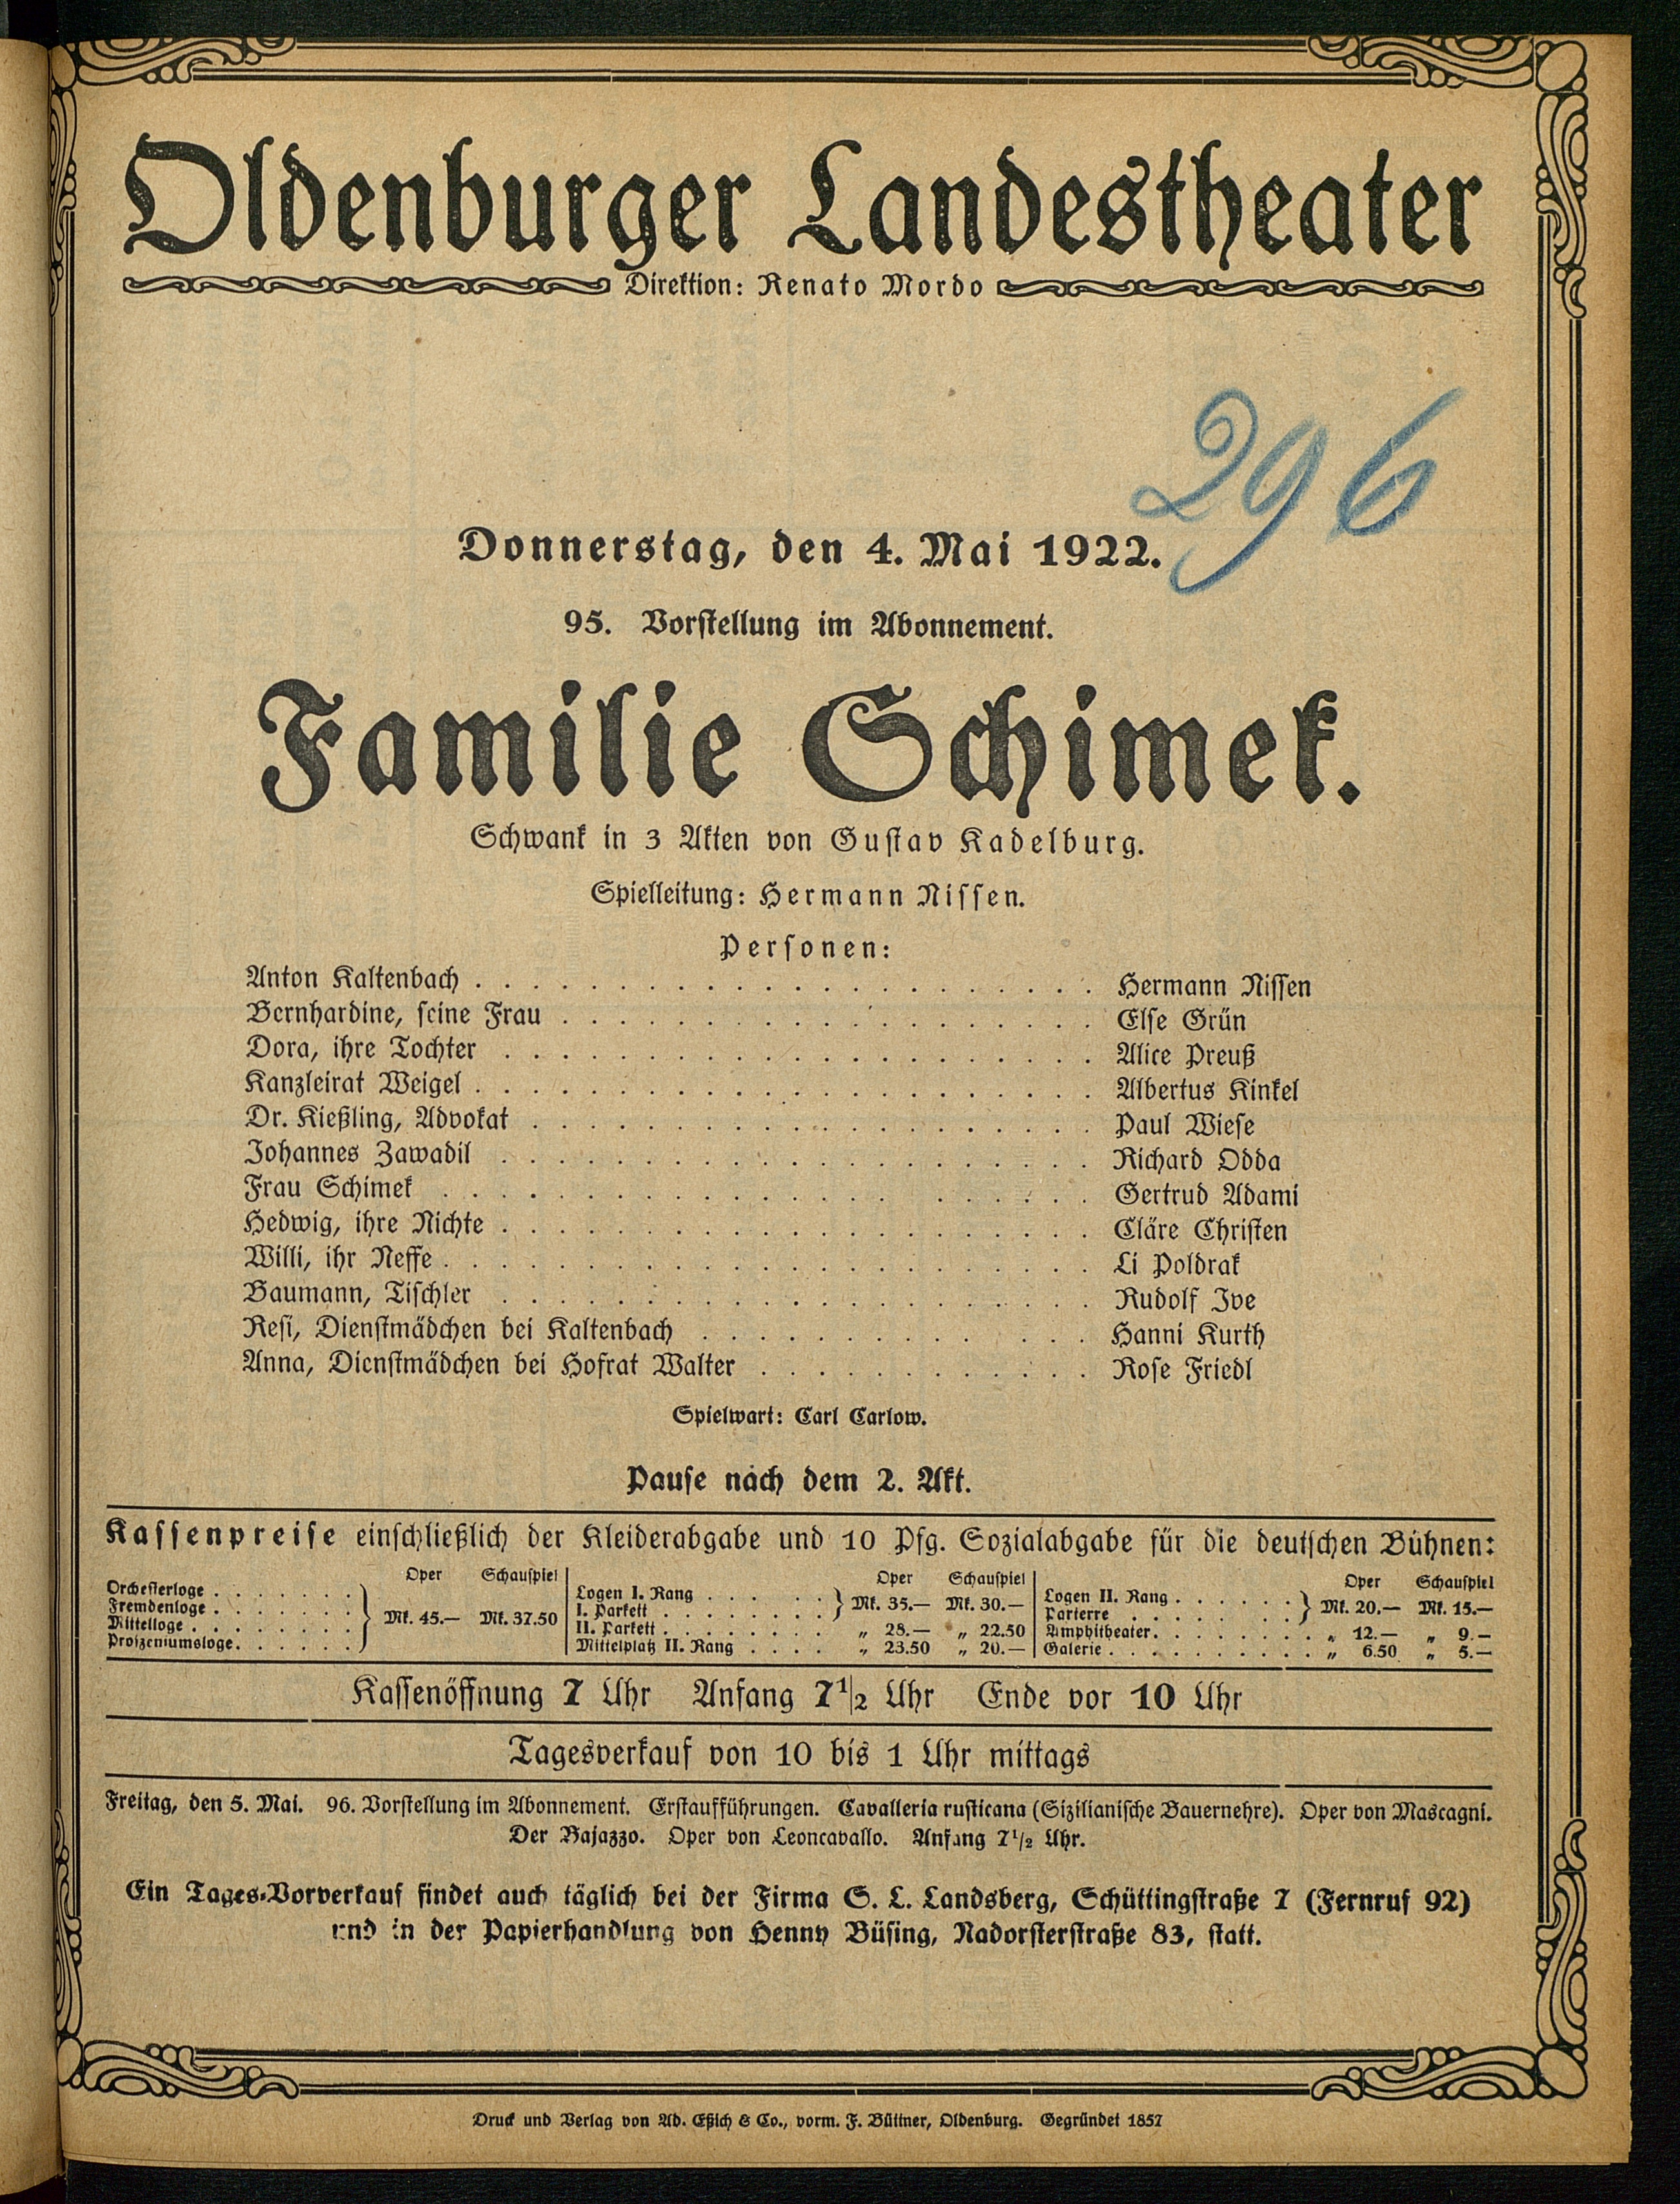 Oldenburger Landestheater
Direktion: Renato Mordo
296
Donnerstag, den 4. Mai 1922.
95. Vorstellung im Abonnement.
Familie Schimek.
Schwank in 3 Akten von Gustav Kadelburg.
Spielleitung: Hermann Nissen.
Personen:
Anton Kaltenbach . . . . . . . . . . Hermann Nissen
Bernhardine, seine Frau . . . . . . . . . . Else Grün
Dora, ihre Tochter . . . . . . . . . . Alice Preuß
Kanzleirat Weigel . . . . . . . . . . Albertus Kinkel
Dr. Kießling, Advokat . . . . . . . . . . Paul Wiese
Johannes Zawadil . . . . . . . . . . Richard Odda
Frau Schimek . . . . . . . . . . Gertrud Adami
Hedwig, ihre Nichte . . . . . . . . . . Cläre Christen
Willi, ihr Neffe . . . . . . . . . . Li Poldrak
Baumann, Tischler . . . . . . . . . . Rudolf Ive
Resi, Dienstmädchen bei Kaltenbach . . . . . . . . . . Hanni Kurth
Anna, Dienstmädchen bei Hofrat Walter . . . . . . . . . . Rose Friedl
Spielwart: Carl Carlow.
Pause nach dem 2. Akt.
Kassenpreise einschließlich der Kleiderabgabe und 10 Pfg. Sozialabgabe für die deutschen Bühnen:
Oper Schauspiel
Orchesterloge . . . . . . .
Fremdenloge . . . . . . .
Mittelloge . . . . . . . .
Proszeniumsloge . . . . . .
Mk. 45.— Mk. 37.50
Oper Schauspiel
Logen I. Rang . . . . . .
I. Parkett . . . . . . . . .
Mk. 35.— Mk. 30.—
II. Parkett . . . . . . . . . „ 28.— „ 22.50
Mittelplatz II. Rang . . . . „ 23.50 „ 20.—
Oper Schauspiel
Logen II. Rang . . . . . .
Parterre . . . . . . . .
Mk. 20.— Mk. 15.—
Amphitheater . . . . . . . . „ 12.— „ 9.—
Galerie . . . . . . . . . . „ 6.50 „ 5.—
Kassenöffnung 7 Uhr Anfang 7 1/2 Uhr Ende vor 10 Uhr
Tagesverkauf von 10 bis 1 Uhr mittags
Freitag, den 5. Mai. 96. Vorstellung im Abonnement. Erstaufführungen. Cavalleria rusticana (Sizilianische Bauernehre). Oper von Mascagni.
Der Bajazzo. Oper von Leoncavallo. Anfang 7 1/2 Uhr.
Ein Tages-Vorverkauf findet auch täglich bei der Firma S. L. Landsberg, Schüttingstraße 7 (Fernruf 92)
und in der Papierhandlung von Henny Büsing, Nadorsterstraße 83, statt.
Druck und Verlag von Ad. Eßich & Co., vorm. F. Büttner, Oldenburg. Gegründet 1857